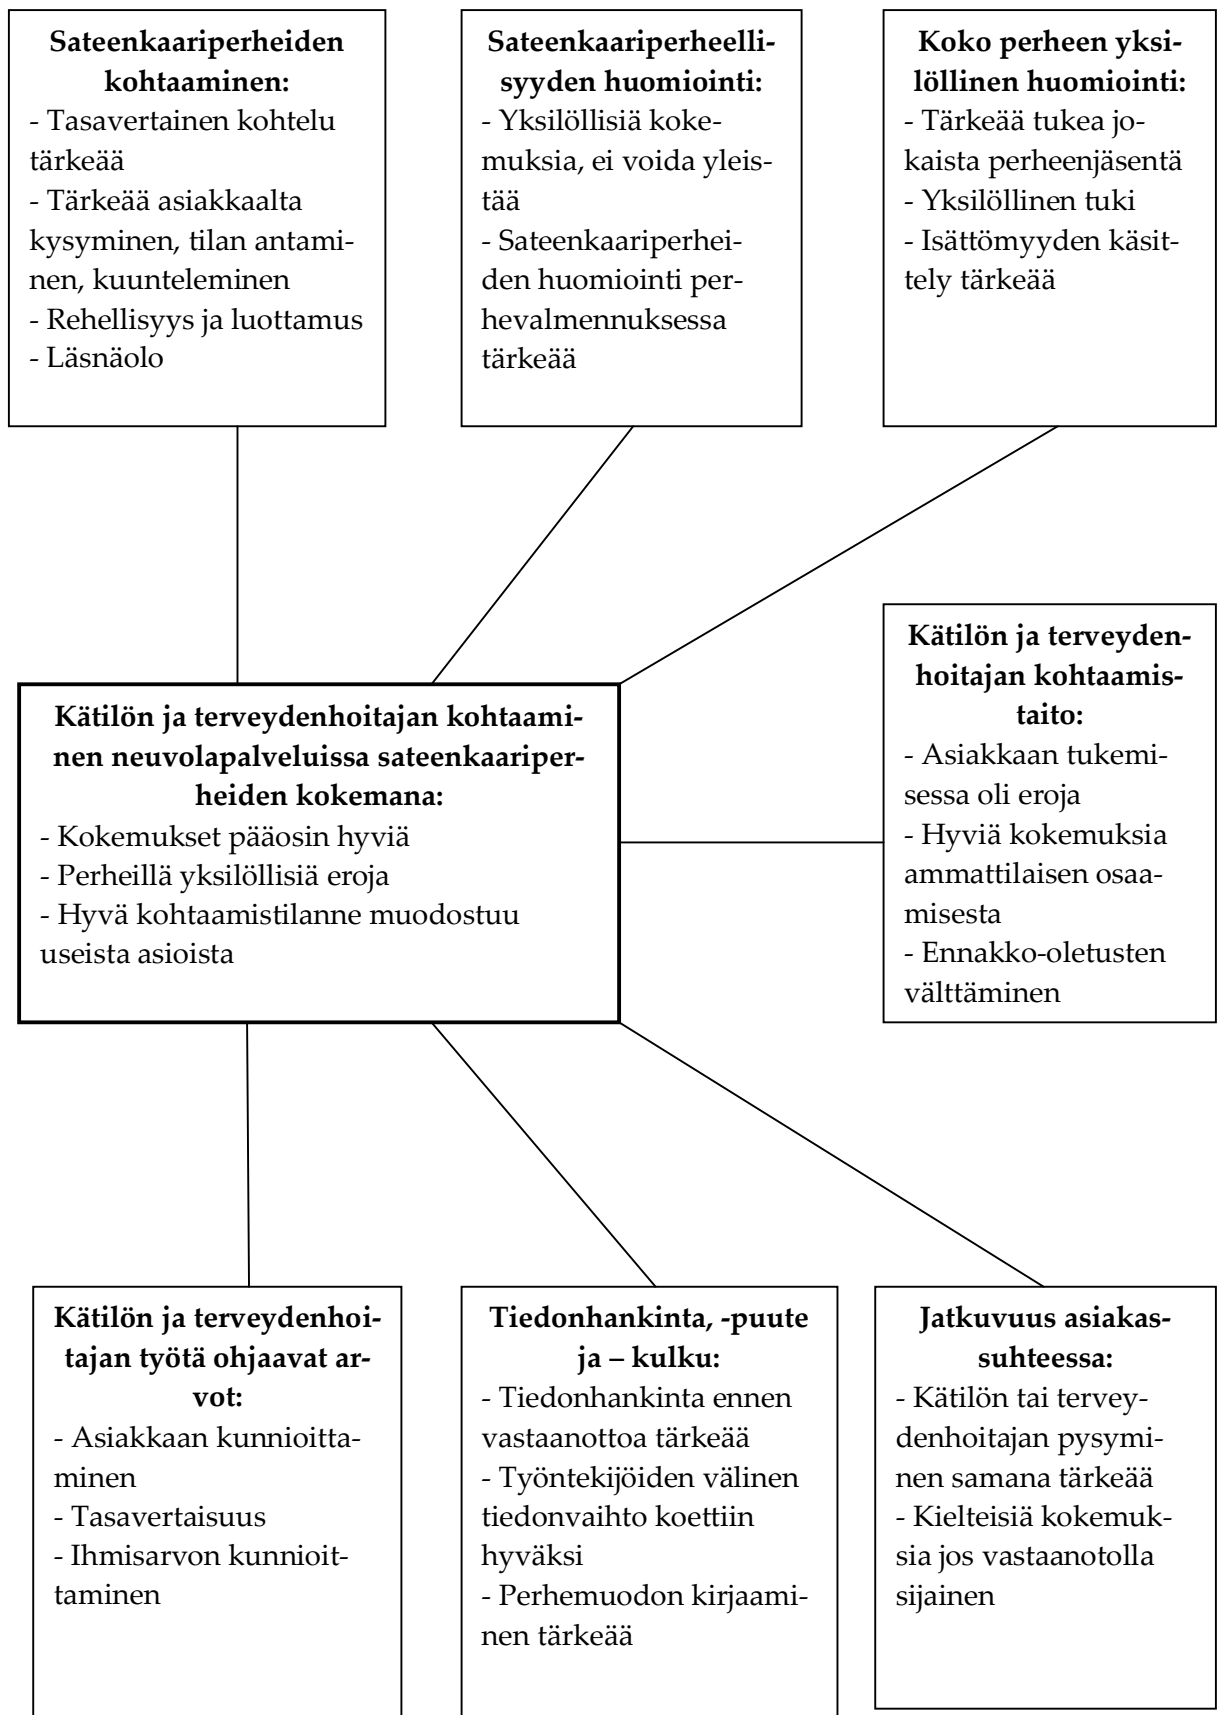 Sateenkaariperheiden
kohtaaminen:
- Tasavertainen kohtelu
tärkeää
- Tärkeää asiakkaalta
kysyminen, tilan antami-
nen, kuunteleminen
- Rehellisyys ja luottamus
- Läsnäolo
Sateenkaariperheelli-
syyden huomiointi:
- Yksilöllisiä koke-
muksia, ei voida yleis-
tää
- Sateenkaariperhei-
den huomiointi per-
hevalmennuksessa
tärkeää
Koko perheen yksi-
löllinen huomiointi:
- Tärkeää tukea jo-
kaista perheenjäsentä
- Yksilöllinen tuki
- Isättömyyden käsit-
tely tärkeää
Kätilön ja terveydenhoitajan kohtaami-
nen neuvolapalveluissa sateenkaariper-
heiden kokemana:
- Kokemukset pääosin hyviä
- Perheillä yksilöllisiä eroja
- Hyvä kohtaamistilanne muodostuu
useista asioista
Kätilön ja terveyden-
hoitajan kohtaamis-
taito:
- Asiakkaan tukemi-
sessa oli eroja
- Hyviä kokemuksia
ammattilaisen osaa-
misesta
- Ennakko-oletusten
välttäminen
Kätilön ja terveydenhoi-
tajan työtä ohjaavat ar-
vot:
- Asiakkaan kunnioitta-
minen
- Tasavertaisuus
- Ihmisarvon kunnioit-
taminen
Tiedonhankinta, -puute
ja – kulku:
- Tiedonhankinta ennen
vastaanottoa tärkeää
- Työntekijöiden välinen
tiedonvaihto koettiin
hyväksi
- Perhemuodon kirjaami-
nen tärkeää
Jatkuvuus asiakas-
suhteessa:
- Kätilön tai tervey-
denhoitajan pysymi-
nen samana tärkeää
- Kielteisiä kokemuk-
sia jos vastaanotolla
sijainen